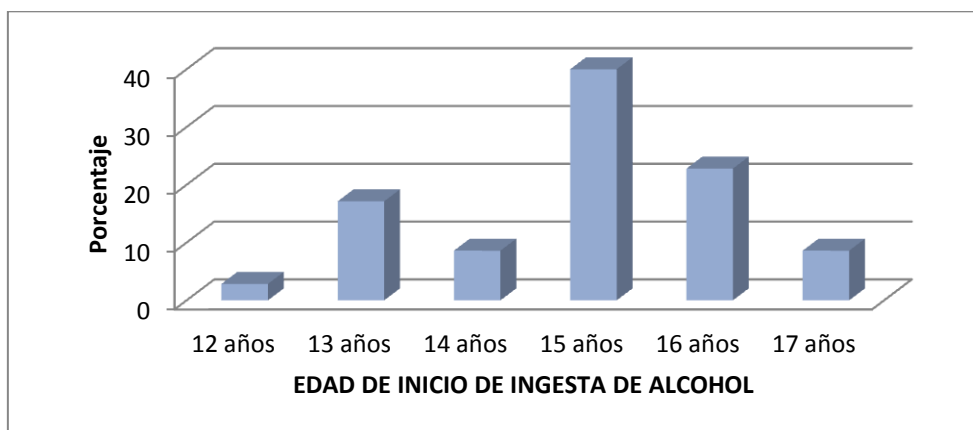 Porcentaje
40
30
20
10
0
12 años 13 años 14 años 15 años 16 años 17 años
EDAD DE INICIO DE INGESTA DE ALCOHOL